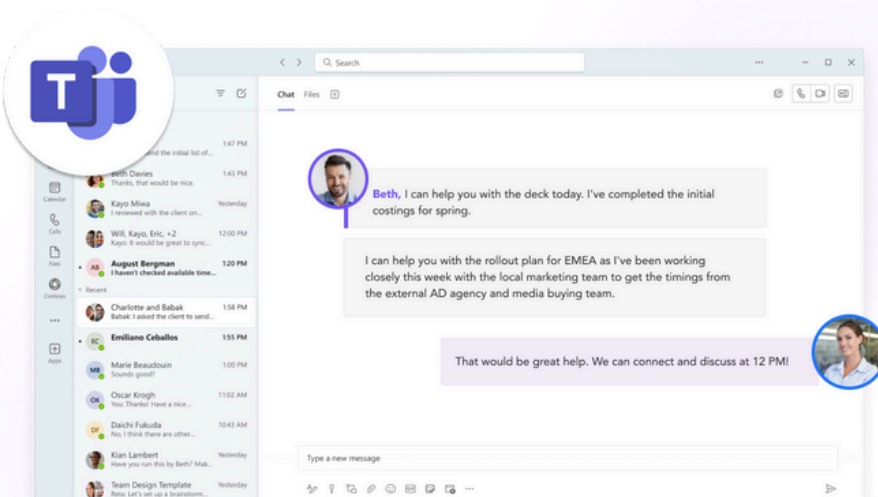 T
Search
Chat Files
1:47 PM
end the initial list of...
Beth Davies 1:43 PM
Thanks, that would be nice.
Calendar
Kayo Miwa Yesterday
I reviewed with the client on...
Calls
Will, Kayo, Eric, +2 12:00 PM
Kayo: It would be great to sync...
Files
AB August Bergman 1:20 PM
I haven't checked available time...
Recent
Contoso
Charlotte and Babak 1:58 PM
Babak: I asked the client to send...
EC Emiliano Ceballos 1:55 PM
Apps
MB Marie Beaudouin 1:00 PM
Sounds good?
OK Oscar Krogh 11:02 AM
You: Thanks! Have a nice...
DF Daichi Fukuda 10:43 AM
No, I think there are other...
Kian Lambert Yesterday
Have you run this by Beth? Mak...
Team Design Template Yesterday
Reta: Let's set up a brainstorm...
Beth, I can help you with the deck today. I've completed the initial
costings for spring.
I can help you with the rollout plan for EMEA as I've been working
closely this week with the local marketing team to get the timings from
the external AD agency and media buying team.
That would be great help. We can connect and discuss at 12 PM!
Type a new message